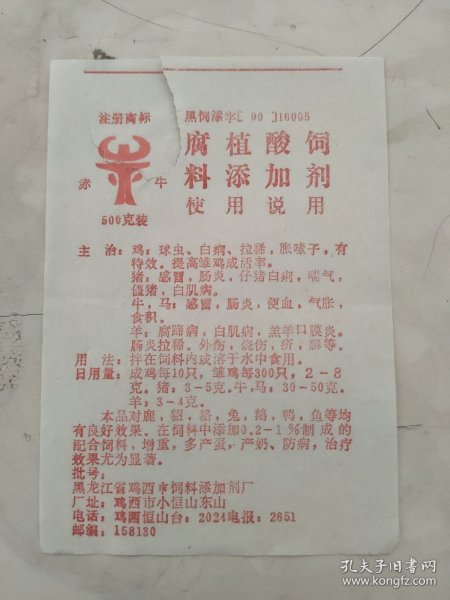 注册商标
黑饲添字〔 90 〕16005
腐植酸饲
料添加剂
使用说用
赤 牛
500克装
主 治：鸡：球虫、白痢、拉稀，胀嗉子，有
特效。提高雏鸡成活率。
猪：感冒，肠炎，仔猪白痢，喘气，
猪，白肌病。
牛，马：感冒，肠炎，便血，气胀，
食积。
羊：腐蹄病，白肌病，羔羊口膜炎。
肠炎拉稀。外伤，烧伤，疥，癣等。
用 法：拌在饲料内或溶于水中食用。
日用量：成鸡每10只，雏鸡每300只，2－8
克。猪：3－5克。牛，马：30－50克。
羊：3－4克。
本品对鹿，貂，貉，兔，鹅，鸭，鱼等均
有良好效果。在饲料中添加0.2－1％制成的
配合饲料，增重，多产蛋，产奶、防病，治疗
效果尤为显著。
批号：
黑龙江省鸡西市饲料添加剂厂
厂址：鸡西市小恒山东山
电话：鸡西恒山台：2024电报：2651
邮编：158130
孔夫子旧书网
www.kongfz.com